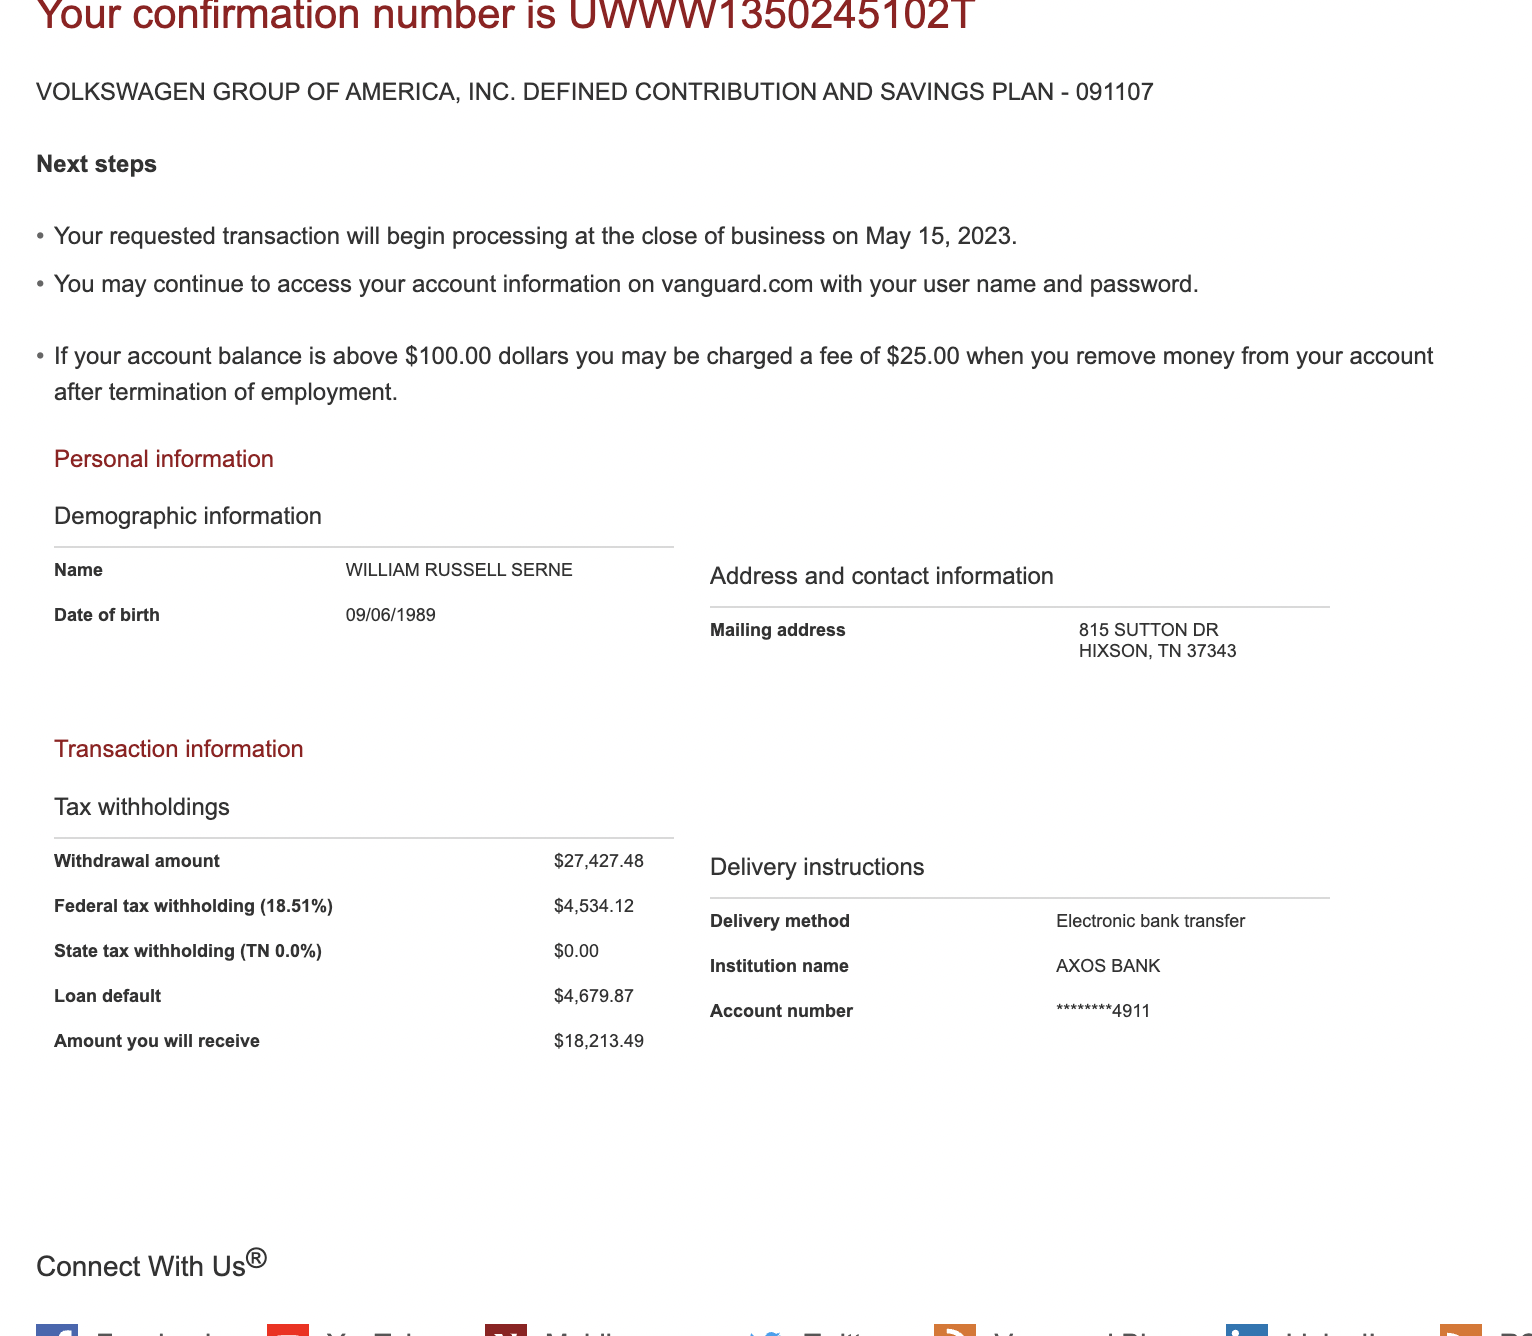 Your confirmation number is UWWW1350245102T
VOLKSWAGEN GROUP OF AMERICA, INC. DEFINED CONTRIBUTION AND SAVINGS PLAN - 091107
Next steps
• Your requested transaction will begin processing at the close of business on May 15, 2023.
• You may continue to access your account information on vanguard.com with your user name and password.
• If your account balance is above $100.00 dollars you may be charged a fee of $25.00 when you remove money from your account
after termination of employment.
Personal information
Demographic information
Name WILLIAM RUSSELL SERNE
Date of birth 09/06/1989
Address and contact information
Mailing address 815 SUTTON DR
HIXSON, TN 37343
Transaction information
Tax withholdings
Withdrawal amount $27,427.48
Federal tax withholding (18.51%) $4,534.12
State tax withholding (TN 0.0%) $0.00
Loan default $4,679.87
Amount you will receive $18,213.49
Delivery instructions
Delivery method Electronic bank transfer
Institution name AXOS BANK
Account number ********4911
Connect With Us®